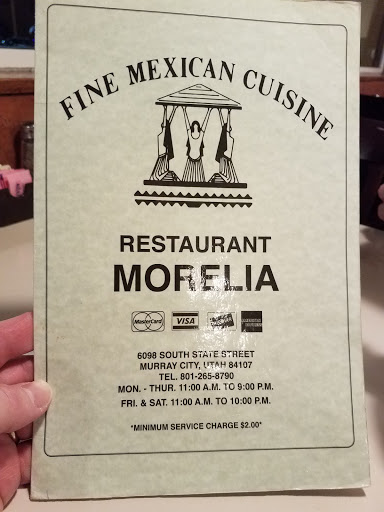 FINE MEXICAN CUISINE
RESTAURANT
MORELIA
MasterCard VISA
6098 SOUTH STATE STREET
MURRAY CITY, UTAH 84107
TEL. 801-265-8790
MON. - THUR. 11:00 A.M. TO 9:00 P.M.
FRI. & SAT. 11:00 A.M. TO 10:00 P.M.
*MINIMUM SERVICE CHARGE $2.00*